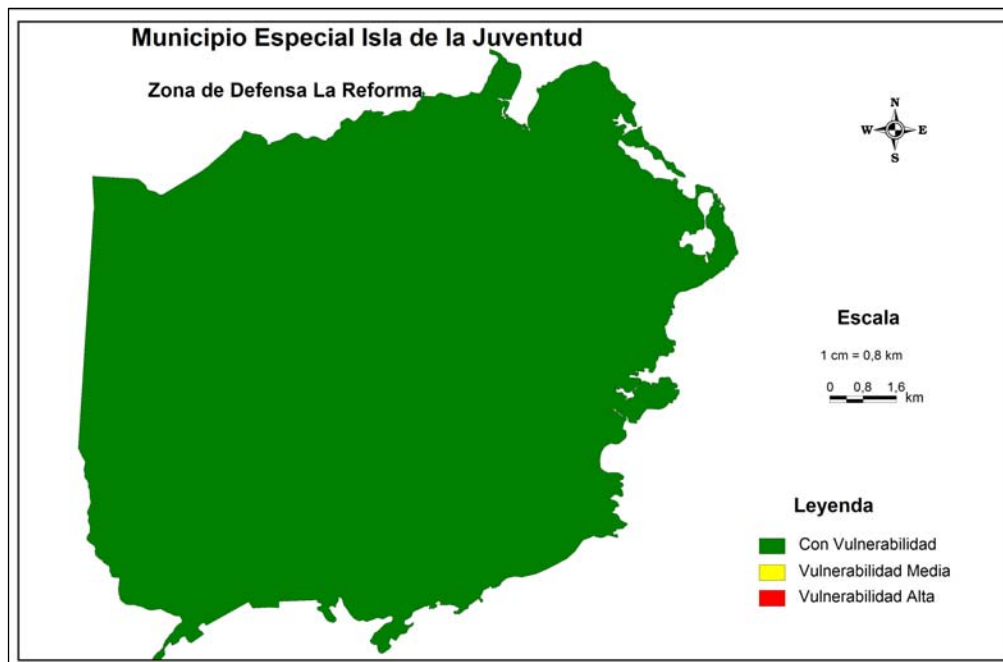 Municipio Especial Isla de la Juventud
Zona de Defensa La Reforma
N
W E
S
Escala
1 cm = 0,8 km
0 0,8 1,6
km
Leyenda
Con Vulnerabilidad
Vulnerabilidad Media
Vulnerabilidad Alta